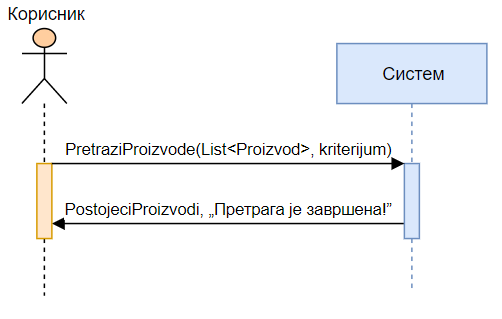 Корисник
Систем
PretraziProizvode(List<Proizvod>, kriterijum)
PostojeciProizvodi, „Претрага је завршена!”